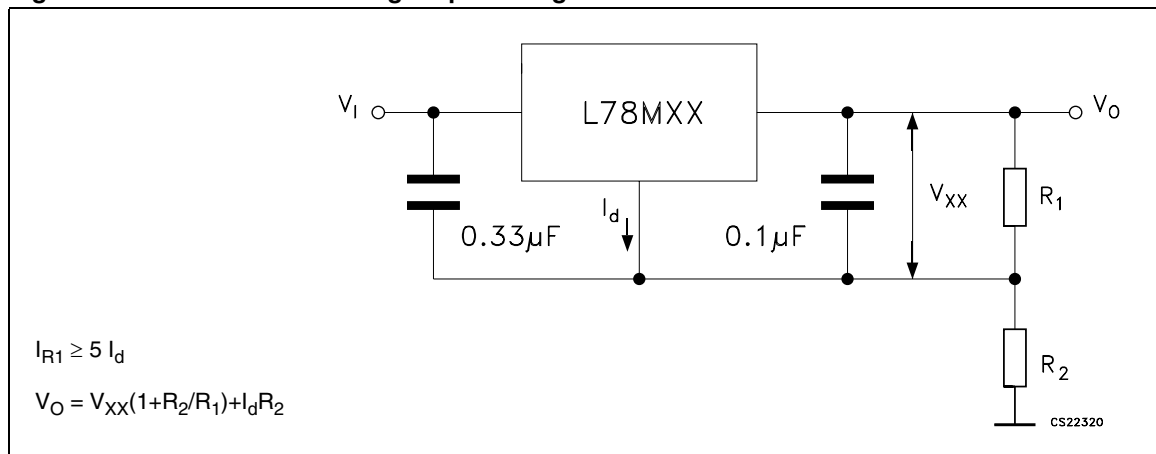 V_I
L78MXX
V_O
I_d
V_XX
R_1
0.33µF
0.1µF
I_R1 ≥ 5 I_d
R_2
V_O = V_XX(1+R_2/R_1)+I_dR_2
CS22320